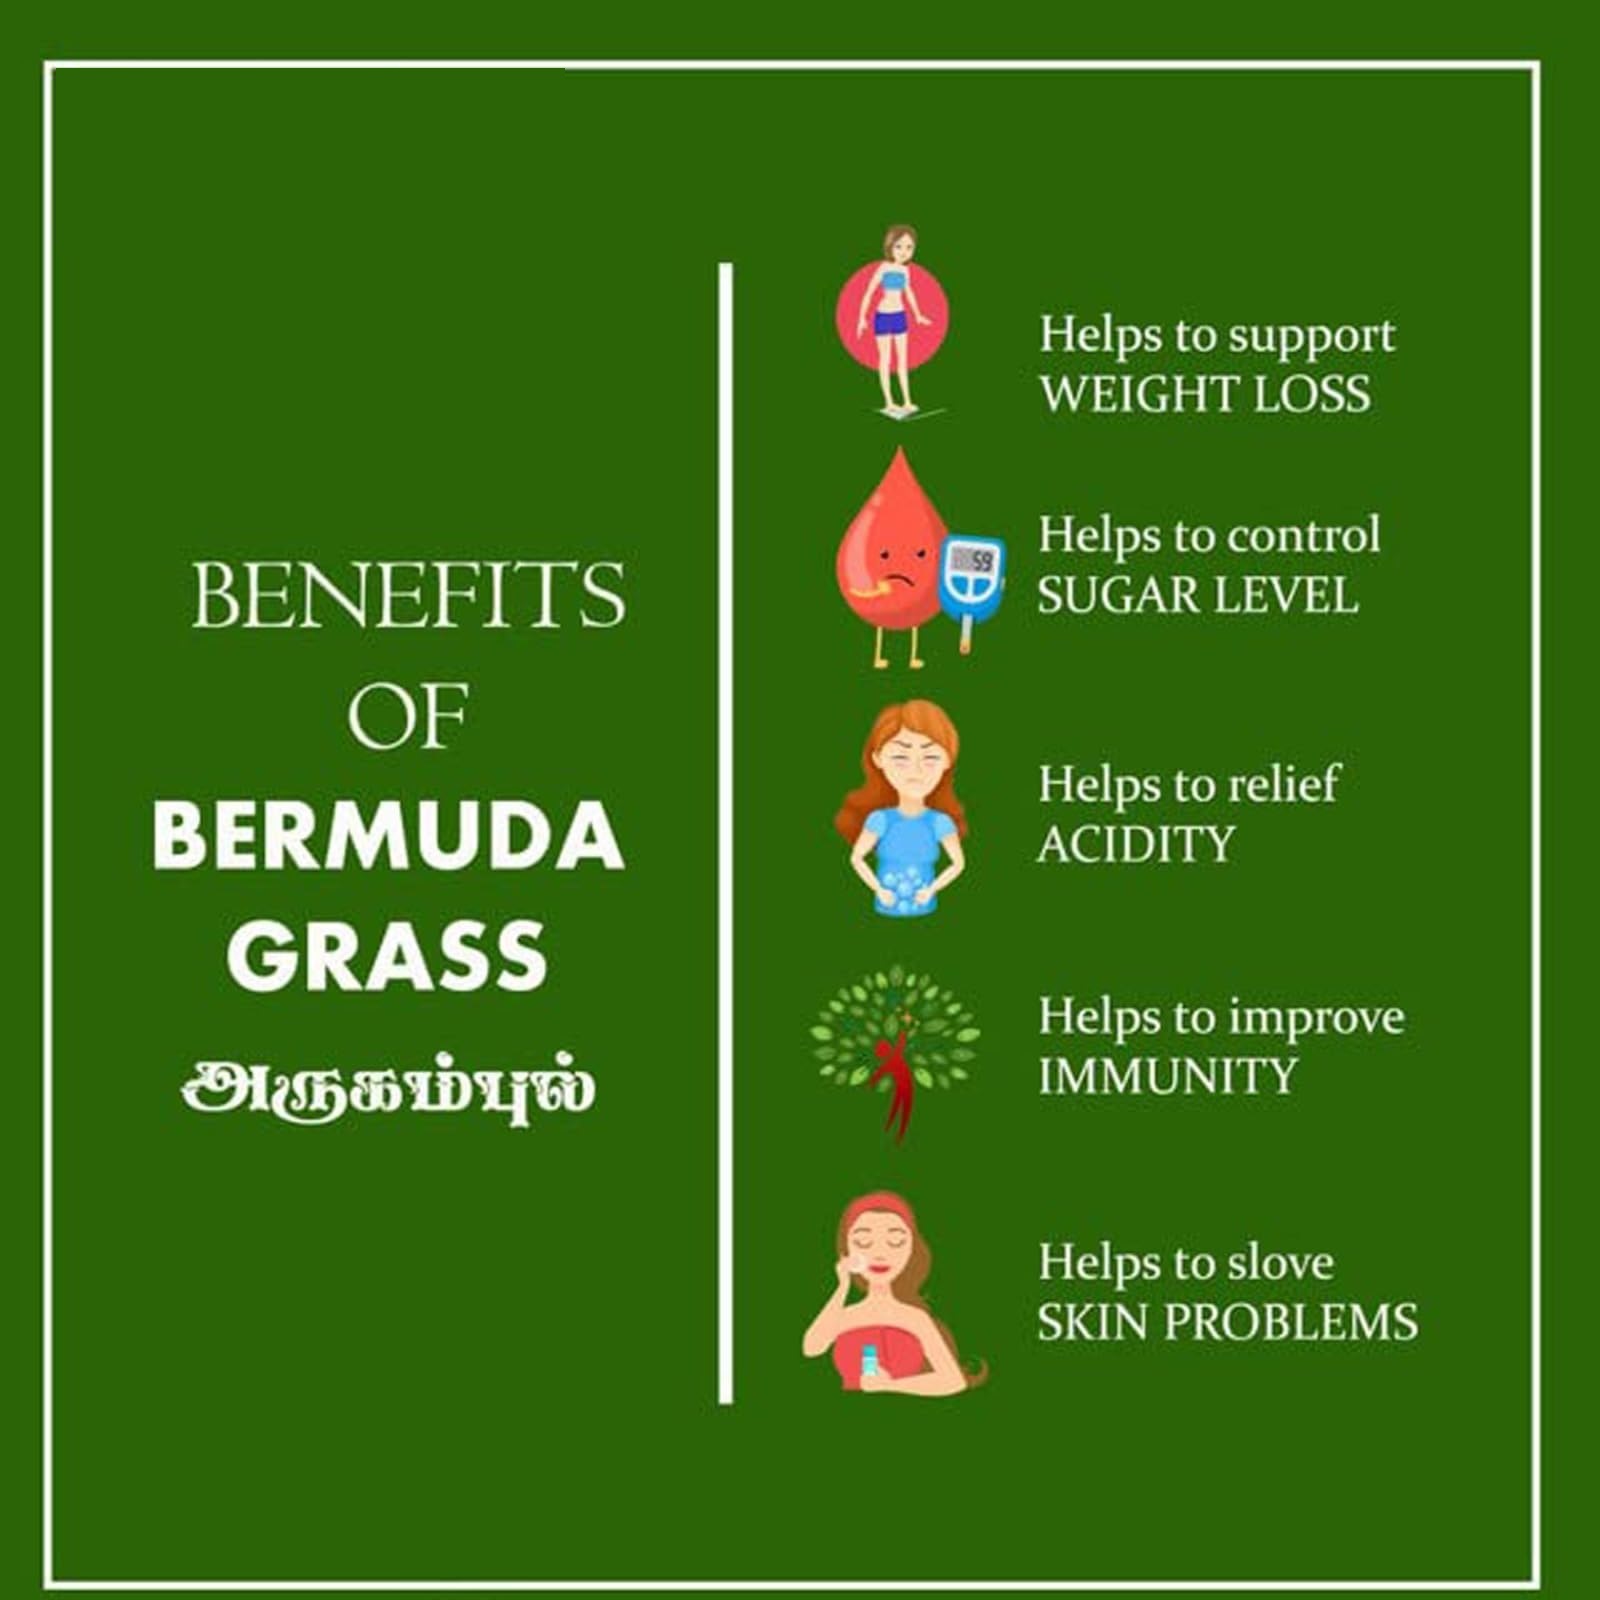 BENEFITS
OF
BERMUDA
GRASS
அருகம்புல்
Helps to support
WEIGHT LOSS
59
Helps to control
SUGAR LEVEL
Helps to relief
ACIDITY
Helps to improve
IMMUNITY
Helps to slove
SKIN PROBLEMS